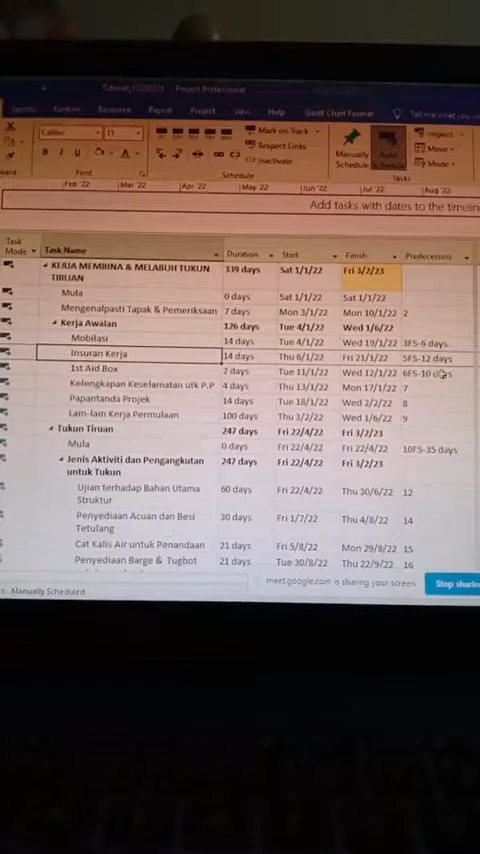 Tutorial_10202023 - Project Professional
Kanban Resource Report Project View Help Gantt Chart Format Tell me what you
Calibri 11
B I U A
Font
Mark on Track
Respect Links
Inactivate
Schedule
Manually Schedule
Auto Schedule
Inspect
Move
Mode
Tasks
Feb '22 Mar '22 Apr '22 May '22 Jun '22 Jul '22 Aug '22
Add tasks with dates to the timeline
Task Mode Task Name Duration Start Finish Predecessors
KERJA MEMBINA & MELABUH TUKUN TIRUAN 339 days Sat 1/1/22 Fri 3/2/23
Mula 0 days Sat 1/1/22 Sat 1/1/22
Mengenalpasti Tapak & Pemeriksaan 7 days Mon 3/1/22 Mon 10/1/22 2
Kerja Awalan 126 days Tue 4/1/22 Wed 1/6/22
Mobilasi 14 days Tue 4/1/22 Wed 19/1/22 3FS-6 days
Insuran Kerja 14 days Thu 6/1/22 Fri 21/1/22 5FS-12 days
1st Aid Box 2 days Tue 11/1/22 Wed 12/1/22 6FS-10 days
Kelengkapan Keselamatan utk P.P 4 days Thu 13/1/22 Mon 17/1/22 7
Papantanda Projek 14 days Tue 18/1/22 Wed 2/2/22 8
Lain-lain Kerja Permulaan 100 days Thu 3/2/22 Wed 1/6/22 9
Tukun Tiruan 247 days Fri 22/4/22 Fri 3/2/23
Mula 0 days Fri 22/4/22 Fri 22/4/22 10FS-35 days
Jenis Aktiviti dan Pengangkutan untuk Tukun 247 days Fri 22/4/22 Fri 3/2/23
Ujian terhadap Bahan Utama Struktur 60 days Fri 22/4/22 Thu 30/6/22 12
Penyediaan Acuan dan Besi Tetulang 30 days Fri 1/7/22 Thu 4/8/22 14
Cat Kalis Air untuk Penandaan 21 days Fri 5/8/22 Mon 29/8/22 15
Penyediaan Barge & Tugbot 21 days Tue 30/8/22 Thu 22/9/22 16
meet.google.com is sharing your screen. Stop sharing
Manually Scheduled